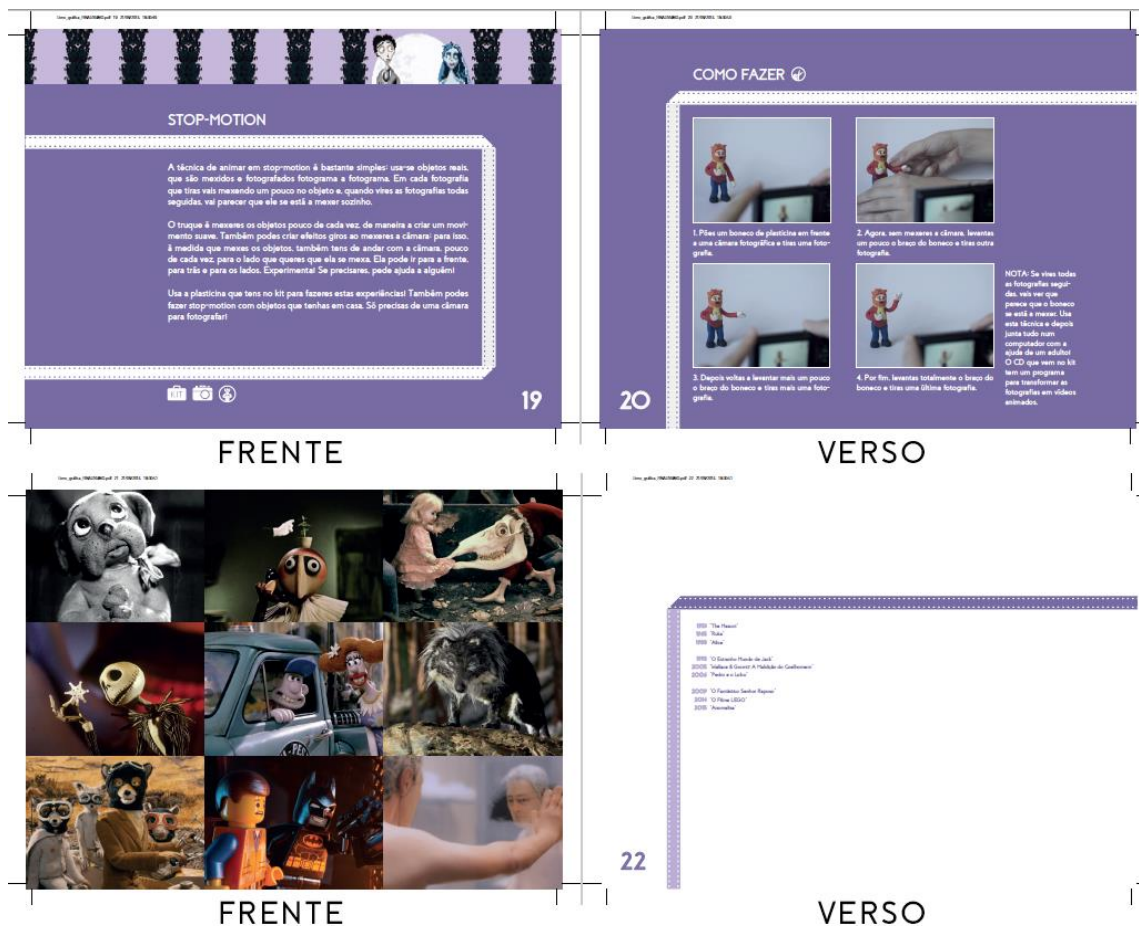 STOP-MOTION
A técnica de animar em stop-motion é bastante simples: usa-se objetos reais,
que são mexidos e fotografados fotograma a fotograma. Em cada fotografia
que tiras vais mexendo um pouco no objeto e, quando vires as fotografias todas
seguidas, vai parecer que ele se está a mexer sozinho.
O truque é mexeres os objetos pouco de cada vez, de maneira a criar um movi-
mento suave. Também podes criar efeitos giros ao mexeres a câmara: para isso,
à medida que mexes os objetos, também tens de andar com a câmara, pouco
de cada vez, para o lado que queres que ela se mexa. Ela pode ir para a frente,
para trás e para os lados. Experimenta! Se precisares, pede ajuda a alguém!
Usa a plasticina que tens no kit para fazeres estas experiências! Também podes
fazer stop-motion com objetos que tenhas em casa. Só precisas de uma câmara
para fotografar!
KIT
19
FRENTE
COMO FAZER
1. Pões um boneco de plasticina em frente
a uma câmara fotográfica e tiras uma foto-
grafia.
2. Agora, sem mexeres a câmara, levantas
um pouco o braço do boneco e tiras outra
fotografia.
3. Depois voltas a levantar mais um pouco
o braço do boneco e tiras mais uma foto-
grafia.
4. Por fim, levantas totalmente o braço do
boneco e tiras uma última fotografia.
NOTA: Se vires todas
as fotografias segui-
das, vais ver que
parece que o boneco
se está a mexer. Usa
esta técnica e depois
junta tudo num
computador com a
ajuda de um adulto!
O CD que vem no kit
tem um programa
para transformar as
fotografias em vídeos
animados.
20
VERSO
FRENTE
"The Mascot"
"Ruka"
"Alice"
"O Estranho Mundo de Jack"
2005 "Wallace & Gromit: A Maldição do Coelhomem"
2006 "Pedro e o Lobo"
2009 "O Fantástico Senhor Raposo"
2014 "O Filme LEGO"
2015 "Anomalisa"
22
VERSO